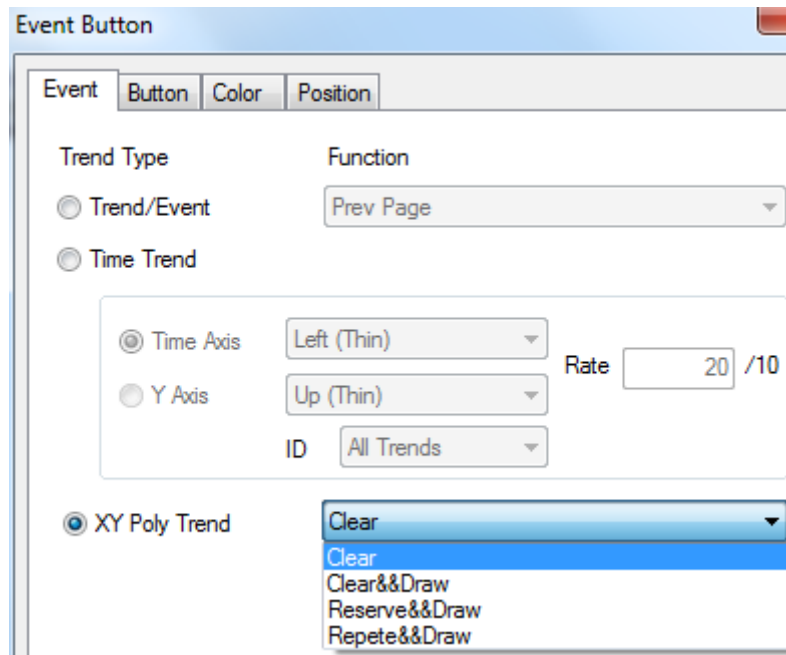 Event Button
Event Button Color Position
Trend Type Function
Trend/Event Prev Page
Time Trend
Time Axis Left (Thin) Rate 20 /10
Y Axis Up (Thin)
ID All Trends
XY Poly Trend Clear
Clear
Clear&&Draw
Reserve&&Draw
Repete&&Draw